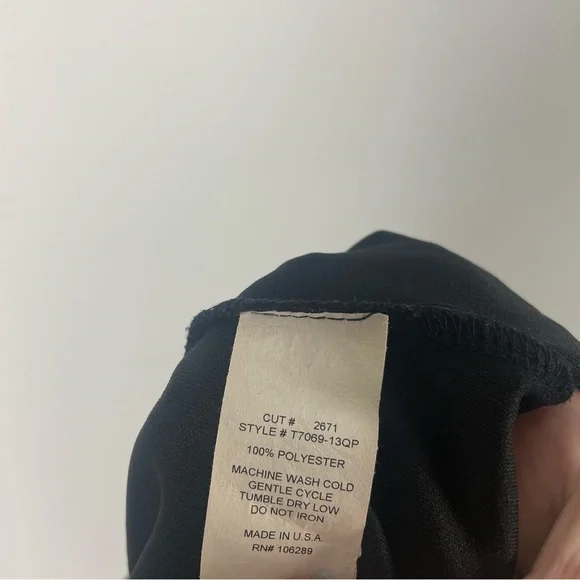 CUT # 2671
STYLE # T7069-13QP
100% POLYESTER
MACHINE WASH COLD
GENTLE CYCLE
TUMBLE DRY LOW
DO NOT IRON
MADE IN U.S.A.
RN# 106289